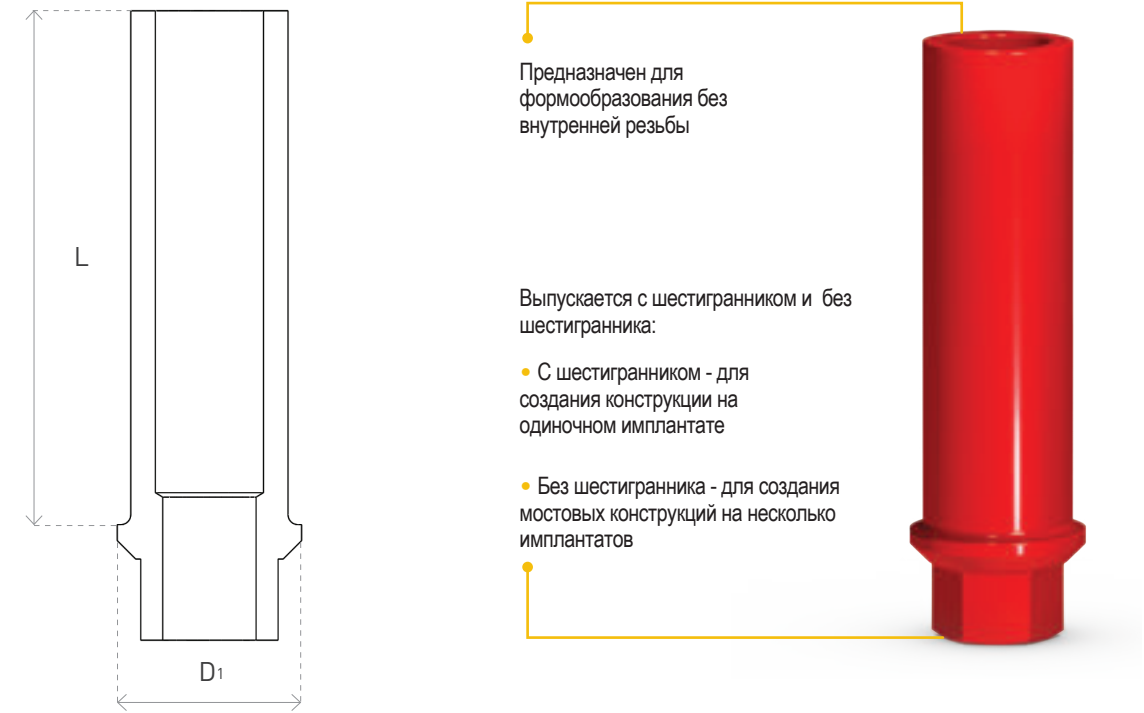 Предназначен для
формообразования без
внутренней резьбы
L
Выпускается с шестигранником и  без
шестигранника:
• С шестигранником - для
создания конструкции на
одиночном имплантате
• Без шестигранника - для создания
мостовых конструкций на несколько
имплантатов
D1